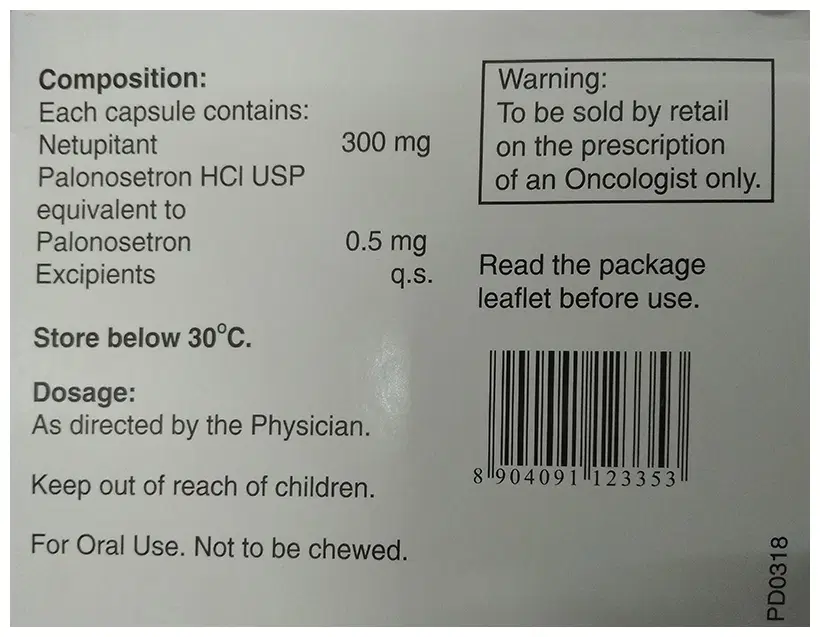 Composition:
Each capsule contains:
Netupitant 300 mg
Palonosetron HCl USP
equivalent to
Palonosetron 0.5 mg
Excipients q.s.
Store below 30°C.
Dosage:
As directed by the Physician.
Keep out of reach of children.
For Oral Use. Not to be chewed.
Warning:
To be sold by retail
on the prescription
of an Oncologist only.
Read the package
leaflet before use.
8 904091 123353
PD0318